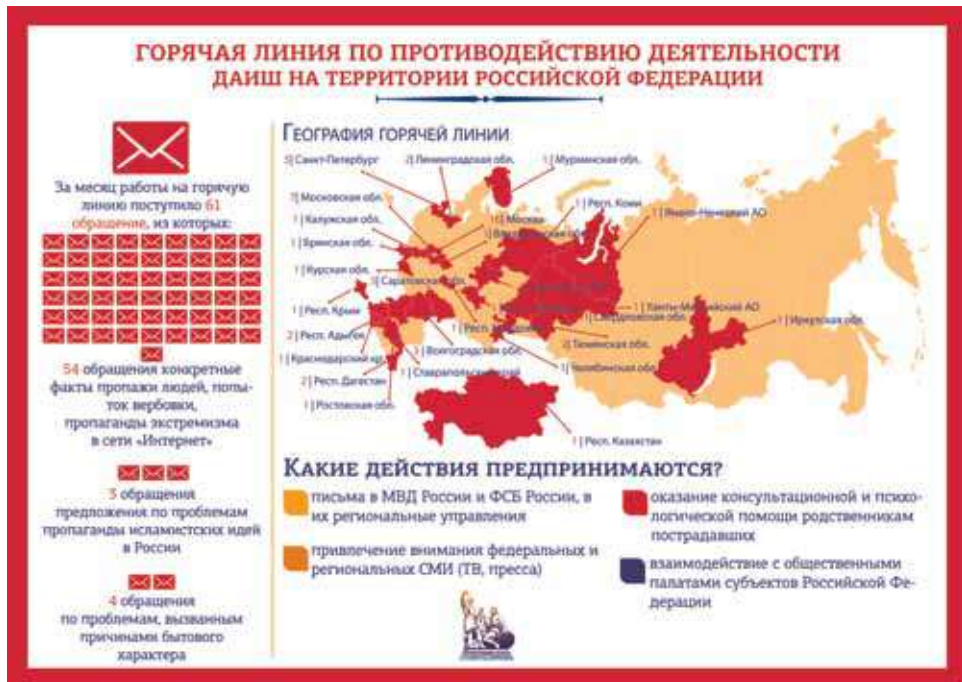 ГОРЯЧАЯ ЛИНИЯ ПО ПРОТИВОДЕЙСТВИЮ ДЕЯТЕЛЬНОСТИ
ДАИШ НА ТЕРРИТОРИИ РОССИЙСКОЙ ФЕДЕРАЦИИ
За месяц работы на горячую
линию поступило 61
обращение, из которых:
54 обращения конкретные
факты пропажи людей, попы-
ток вербовки,
пропаганды экстремизма
в сети «Интернет»
3 обращения
предложения по проблемам
пропаганды исламистских идей
в России
4 обращения
по проблемам, вызванным
причинами бытового
характера
ГЕОГРАФИЯ ГОРЯЧЕЙ ЛИНИИ
5| Санкт-Петербург
2| Ленинградская обл.
1| Мурманская обл.
7| Московская обл.
1 | Калужская обл.
1 | Брянская обл.
1 | Курская обл.
Москва
1 | Респ. Коми
1 | Ямало-Ненецкий АО
Саратовская обл.
1 | Респ. Крым
2 | Респ. Адыгея
1 | Краснодарский кр.
2 | Респ. Дагестан
1 | Ростовская обл.
Волгоградская обл.
1 | Ставропольский край
1 | Респ.
1 | Ханты-Мансийский АО
1 | Свердловская обл.
2| Тюменская обл.
1| Челябинская обл.
1 | Иркутская обл.
1 | Респ. Казахстан
КАКИЕ ДЕЙСТВИЯ ПРЕДПРИНИМАЮТСЯ?
письма в МВД России и ФСБ России, в
их региональные управления
привлечение внимания федеральных и
региональных СМИ (ТВ, пресса)
оказание консультационной и психо-
логической помощи родственникам
пострадавших
взаимодействие с общественными
палатами субъектов Российской Фе-
дерации